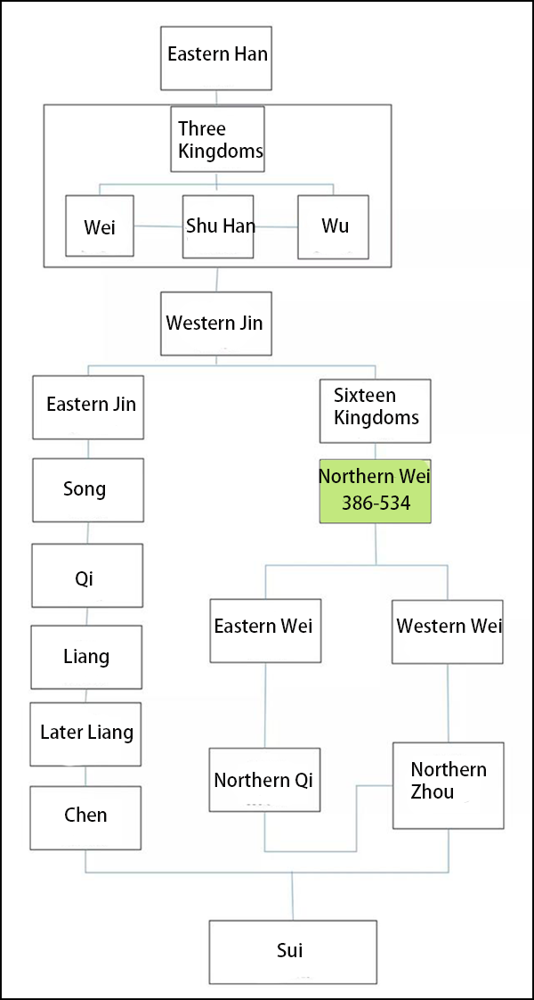 Eastern Han
Three
Kingdoms
Wei
Shu Han
Wu
Western Jin
Eastern Jin
Sixteen
Kingdoms
Song
Northern Wei
386-534
Qi
Eastern Wei
Western Wei
Liang
Later Liang
Northern Qi
Northern
Zhou
Chen
Sui